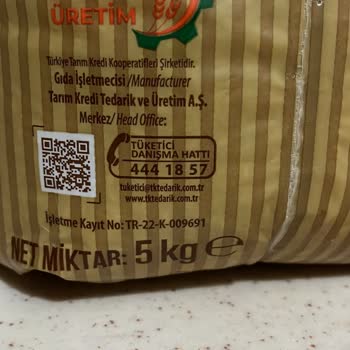 ÜRETİM
Türkiye Tarım Kredi Kooperatifleri Şirketidir.
Gıda İşletmecisi/Manufacturer
Tarım Kredi Tedarik ve Üretim A.Ş.
Merkez/Head Office:
TÜKETİCİ
DANIŞMA HATTI
444 18 57
tuketici@tktedarik.com.tr
www.tktedarik.com.tr
İşletme Kayıt No: TR-22-K-009691
NET MİKTAR: 5 kg ℮